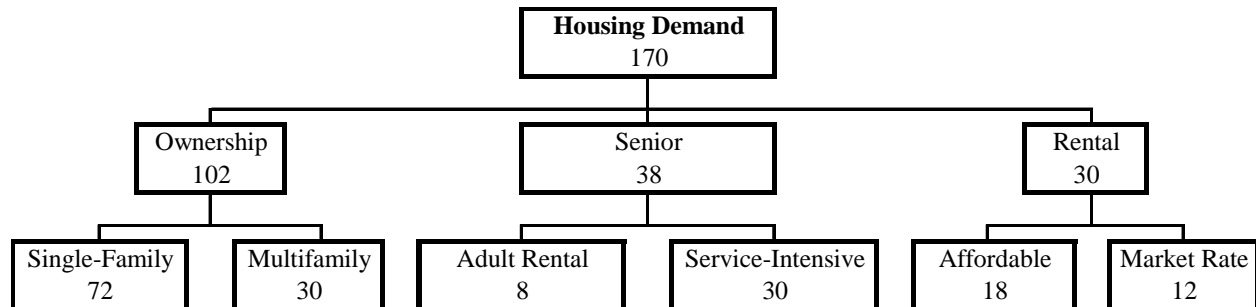 Housing Demand
170
Ownership
102
Senior
38
Rental
30
Single-Family
72
Multifamily
30
Adult Rental
8
Service-Intensive
30
Affordable
18
Market Rate
12